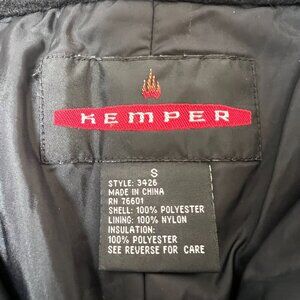 KEMPER
S
STYLE: 3426
MADE IN CHINA
RN 76601
SHELL: 100% POLYESTER
LINING: 100% NYLON
INSULATION:
100% POLYESTER
SEE REVERSE FOR CARE